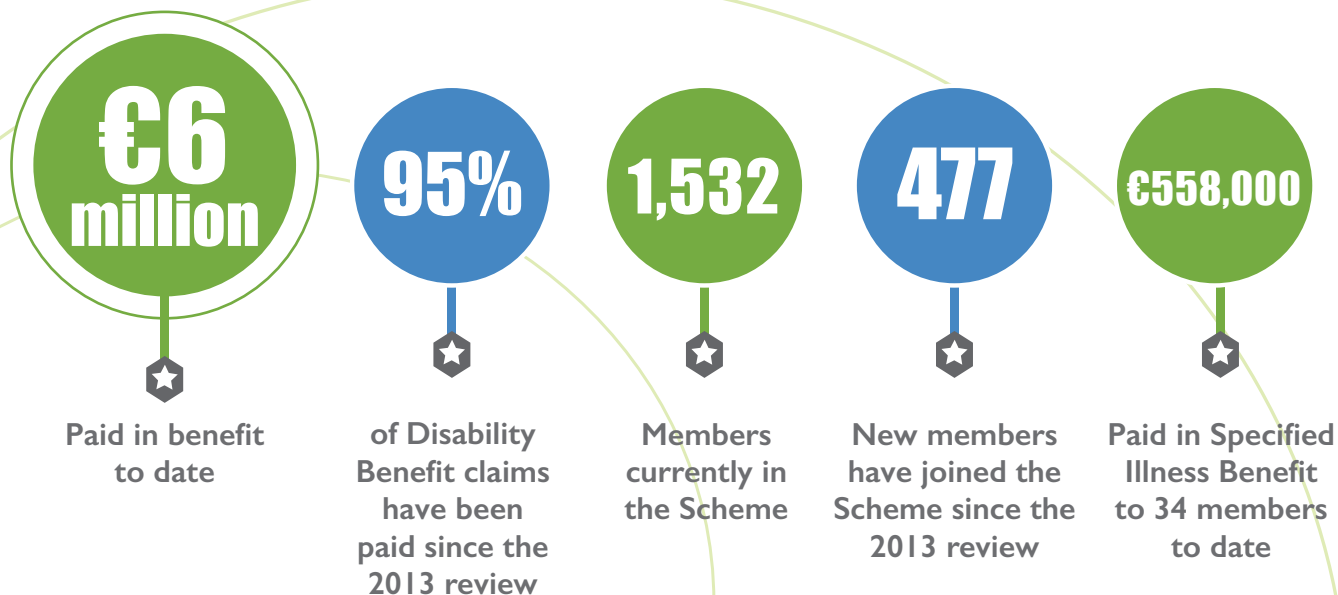 €6
million
Paid in benefit
to date
95%
of Disability
Benefit claims
have been
paid since the
2013 review
1,532
Members
currently in
the Scheme
477
New members
have joined the
Scheme since the
2013 review
€558,000
Paid in Specified
Illness Benefit
to 34 members
to date